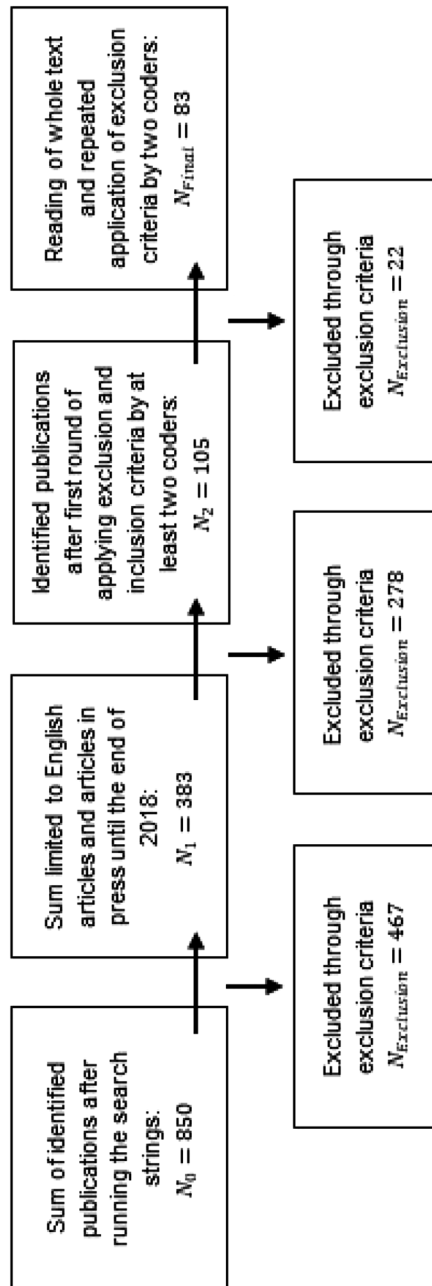 Sum of identified
publications after
running the search
strings:
N₀ = 850
Sum limited to English
articles and articles in
press until the end of
2018:
N₁ = 383
Identified publications
after first round of
applying exclusion and
inclusion criteria by at
least two coders:
N₂ = 105
Reading of whole text
and repeated
application of exclusion
criteria by two coders:
N_Final = 83
Excluded through
exclusion criteria
N_Exclusion = 467
Excluded through
exclusion criteria
N_Exclusion = 278
Excluded through
exclusion criteria
N_Exclusion = 22